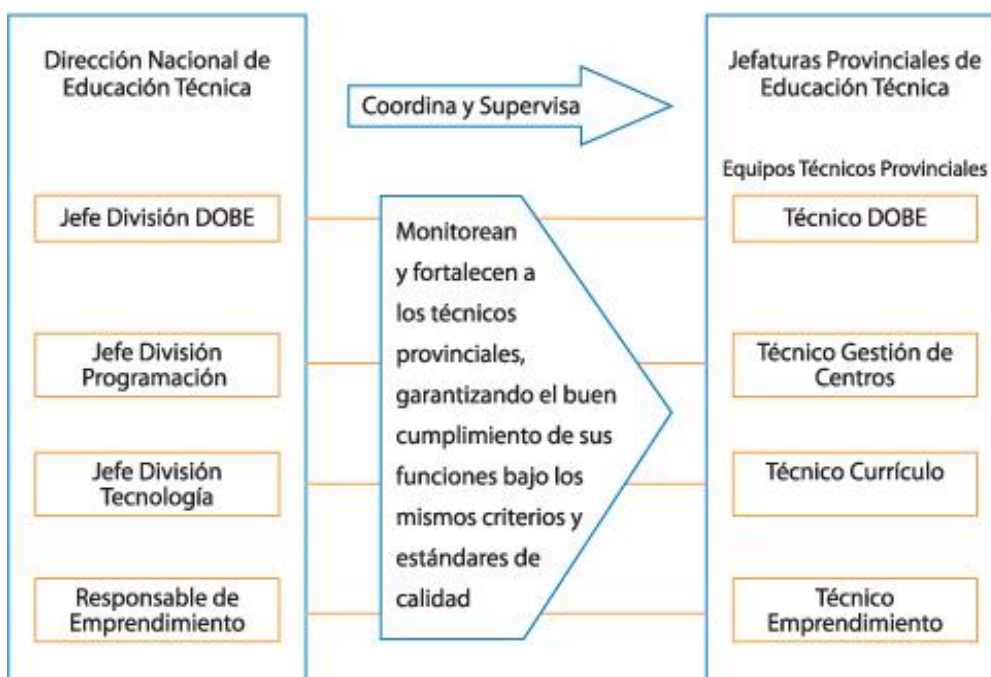 Dirección Nacional de
Educación Técnica
Jefe División DOBE
Jefe División
Programación
Jefe División
Tecnología
Responsable de
Emprendimiento
Coordina y Supervisa
Monitorean
y fortalecen a
los técnicos
provinciales,
garantizando el buen
cumplimiento de sus
funciones bajo los
mismos criterios y
estándares de
calidad
Jefaturas Provinciales de
Educación Técnica
Equipos Técnicos Provinciales
Técnico DOBE
Técnico Gestión de
Centros
Técnico Currículo
Técnico
Emprendimiento